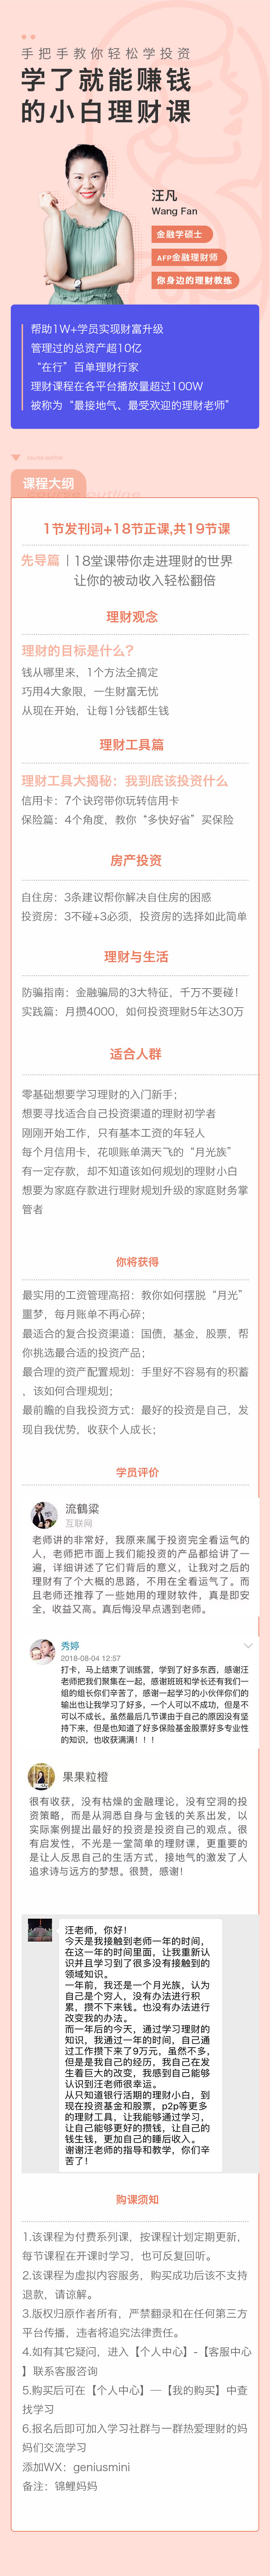 手把手教你轻松学投资
学了就能赚钱
的小白理财课
汪凡
Wang Fan
金融学硕士
AFP金融理财师
你身边的理财教练
帮助1W+学员实现财富升级
管理过的总资产超10亿
“在行”百单理财行家
理财课程在各平台播放量超过100W
被称为“最接地气、最受欢迎的理财老师”
course outline
课程大纲
course outline
1节发刊词+18节正课,共19节课
先导篇｜18堂课带你走进理财的世界
让你的被动收入轻松翻倍
理财观念
理财的目标是什么？
钱从哪里来，1个方法全搞定
巧用4大象限，一生财富无忧
从现在开始，让每1分钱都生钱
理财工具篇
理财工具大揭秘：我到底该投资什么
信用卡：7个诀窍带你玩转信用卡
保险篇：4个角度，教你“多快好省”买保险
房产投资
自住房：3条建议帮你解决自住房的困惑
投资房：3不碰+3必须，投资房的选择如此简单
理财与生活
防骗指南：金融骗局的3大特征，千万不要碰！
实践篇：月攒4000，如何投资理财5年达30万
适合人群
零基础想要学习理财的入门新手；
想要寻找适合自己投资渠道的理财初学者
刚刚开始工作，只有基本工资的年轻人
每个月信用卡，花呗账单满天飞的“月光族”
有一定存款，却不知道该如何规划的理财小白
想要为家庭存款进行理财规划升级的家庭财务掌
管者
你将获得
最实用的工资管理高招：教你如何摆脱“月光”
噩梦，每月账单不再心碎；
最适合的复合投资渠道：国债，基金，股票，帮
你挑选最合适的投资产品；
最合理的资产配置规划：手里好不容易有的积蓄
，该如何合理规划；
最前瞻的自我投资方式：最好的投资是自己，发
现自我优势，收获个人成长；
学员评价
流鹤粱
互联网
老师讲的非常好，我原来属于投资完全看运气的
人，老师把市面上我们能投资的产品都给讲了一
遍，详细讲述了它们背后的意义，让我对之后的
理财有了个大概的思路，不用在全看运气了。而
且老师还推荐了一些她用的理财软件，真是即安
全，收益又高。真后悔没早点遇到老师。
秀婷
2018-08-04 12:57
打卡，马上结束了训练营，学到了好多东西，感谢汪
老师把我们聚集在一起，感谢班班和学长还有我们一
组的组长你们辛苦了，感谢一起学习的小伙伴你们的
输出也让我学习了好多，一个人可以不成功，但是不
可以不成长。虽然最后几节课由于自己的原因没有坚
持下来，但是也知道了好多保险基金股票好多专业性
的知识，也收获满满！！！
果果粒橙
很有收获，没有枯燥的金融理论，没有空洞的投
资策略，而是从洞悉自身与金钱的关系出发，以
实际案例提出最好的投资是投资自己的观点。很
有启发性，不光是一堂简单的理财课，更重要的
是让人反思自己的生活方式，接地气的激发了人
追求诗与远方的梦想。很赞，感谢！
汪老师，你好！
今天是我接触到老师一年的时间，
在这一年的时间里面，让我重新认
识并且学习到了很多没有接触到的
领域知识。
一年前，我还是一个月光族，认为
自己是个穷人，没有办法进行积
累，攒不下来钱。也没有办法进行
改变我的办法。
而一年后的今天，通过学习理财的
知识，我通过一年的时间，自己通
过工作攒下来了9万元，虽然不多，
但是是我自己的经历，我自己在发
生着巨大的改变，我感到自己能够
认识到汪老师很幸运。
从只知道银行活期的理财小白，到
现在投资基金和股票，p2p等更多
的理财工具，让我能够通过学习，
让自己能够更好的攒钱，让自己的
钱生钱，更加自己的睡后收入。
谢谢汪老师的指导和教学，你们辛
苦了！
购课须知
1.该课程为付费系列课，按课程计划定期更新，
每节课程在开课时学习，也可反复回听。
2.该课程为虚拟内容服务，购买成功后该不支持
退款，请谅解。
3.版权归原作者所有，严禁翻录和在任何第三方
平台传播，违者将追究法律责任。
4.如有其它疑问，进入【个人中心】-【客服中心
】联系客服咨询
5.购买后可在【个人中心】—【我的购买】中查
找学习
6.报名后即可加入学习社群与一群热爱理财的妈
妈们交流学习
添加WX：geniusmini
备注：锦鲤妈妈